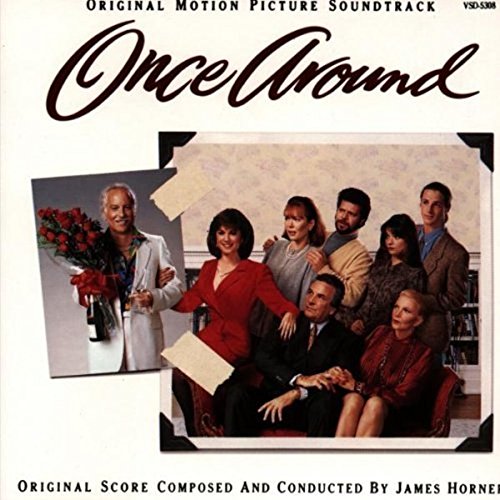 ORIGINAL MOTION PICTURE SOUNDTRACK
VSD-5308
Once Around
ORIGINAL SCORE COMPOSED AND CONDUCTED BY JAMES HORNER